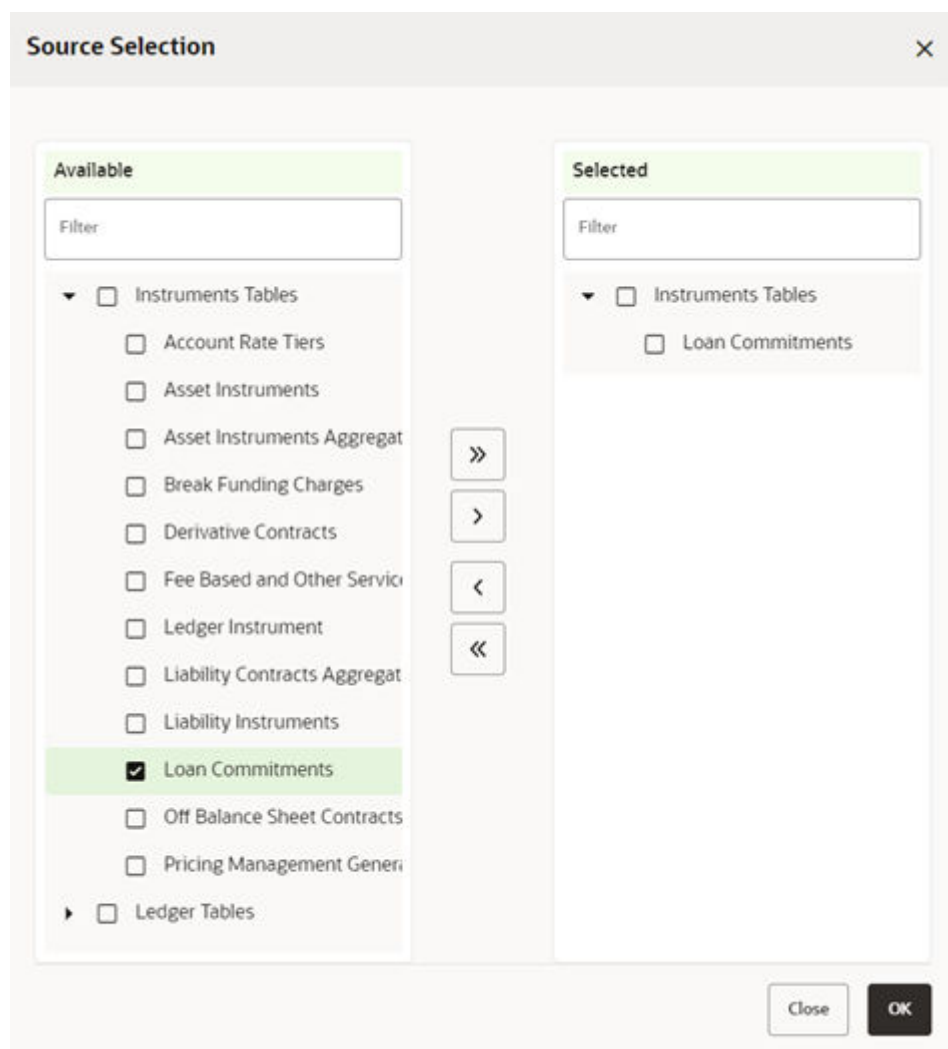 Source Selection
Available
Filter
Instruments Tables
Account Rate Tiers
Asset Instruments
Asset Instruments Aggregat
Break Funding Charges
Derivative Contracts
Fee Based and Other Servic
Ledger Instrument
Liability Contracts Aggregat
Liability Instruments
Loan Commitments
Off Balance Sheet Contracts
Pricing Management Genera
Ledger Tables
Selected
Filter
Instruments Tables
Loan Commitments
Close
OK